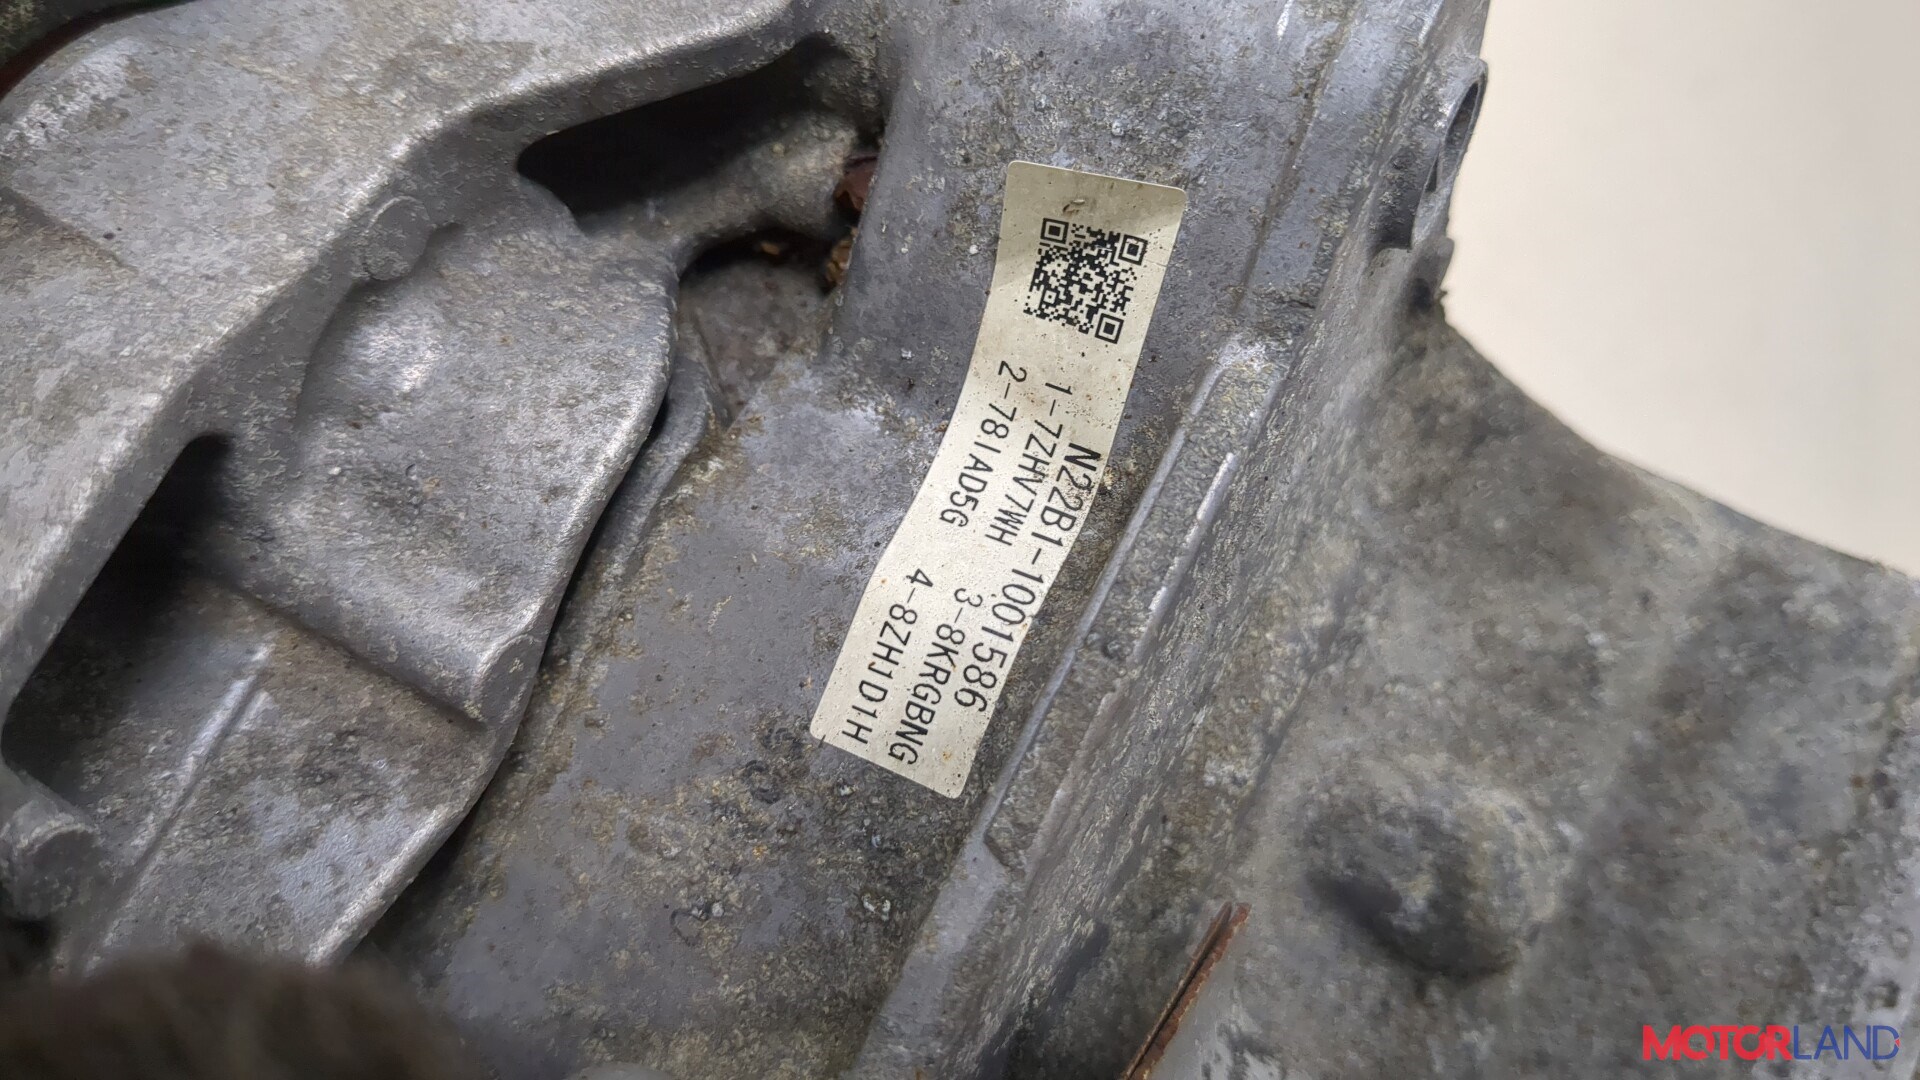 N22B1-1001586
1-7ZHV7WH 3-8KRGBNG
2-781AD5G 4-8ZHJD1H
MOTORLAND